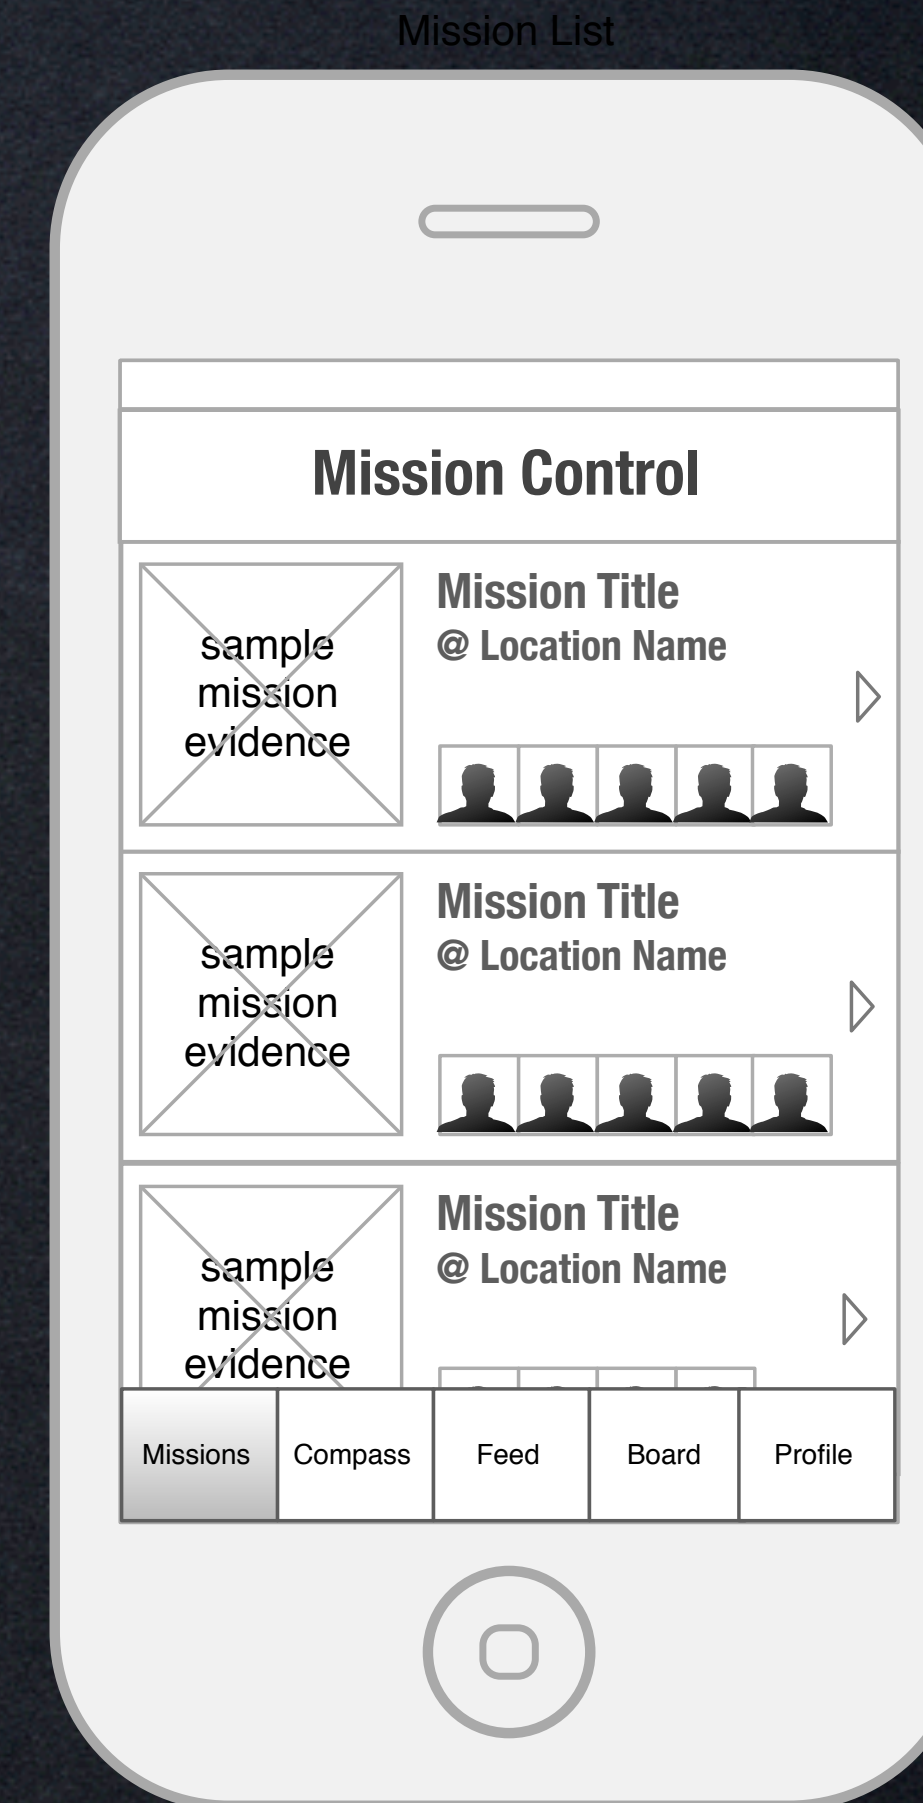 Mission List
Mission Control
sample
mission
evidence
Mission Title
@ Location Name
sample
mission
evidence
Mission Title
@ Location Name
sample
mission
evidence
Mission Title
@ Location Name
Missions
Compass
Feed
Board
Profile